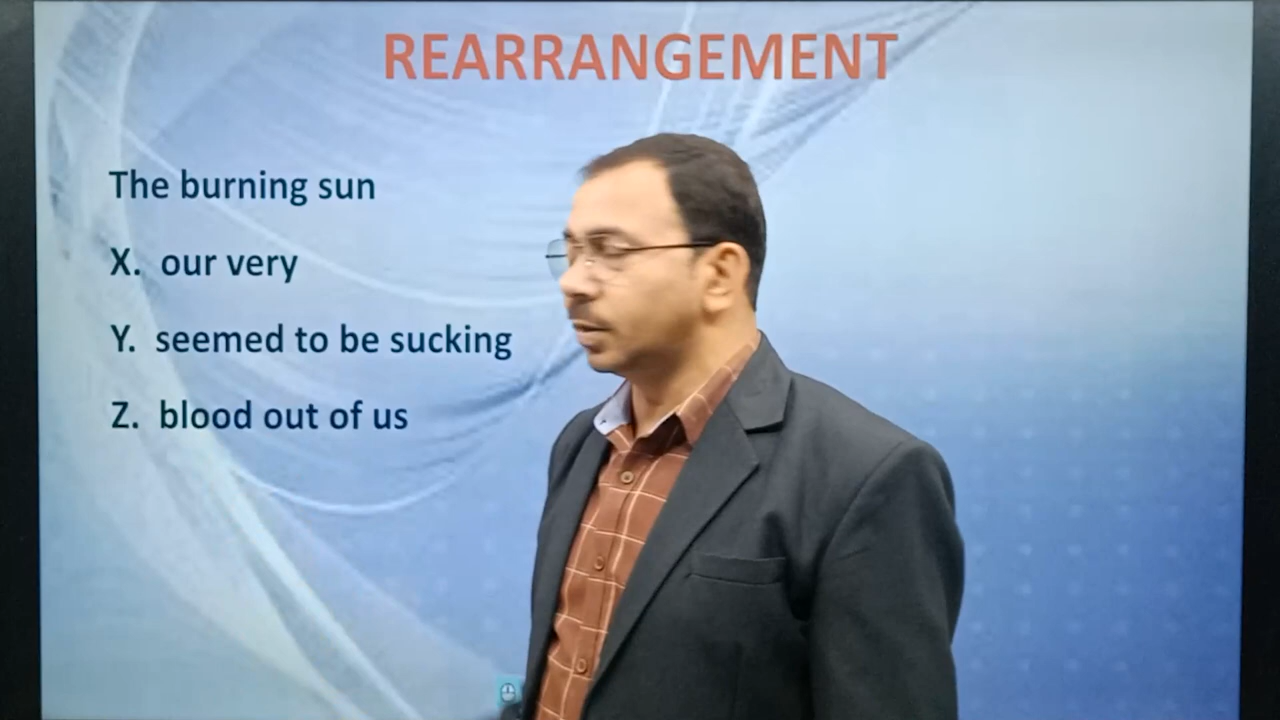 REARRANGEMENT
The burning sun
X. our very
Y. seemed to be sucking
Z. blood out of us